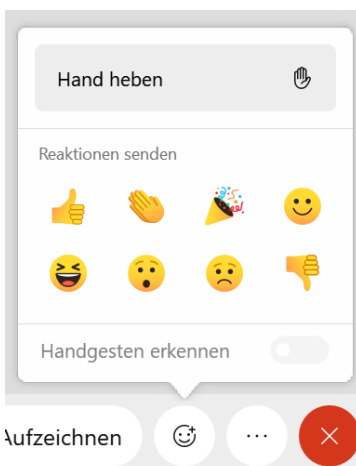 Hand heben
Reaktionen senden
Handgesten erkennen
Aufzeichnen